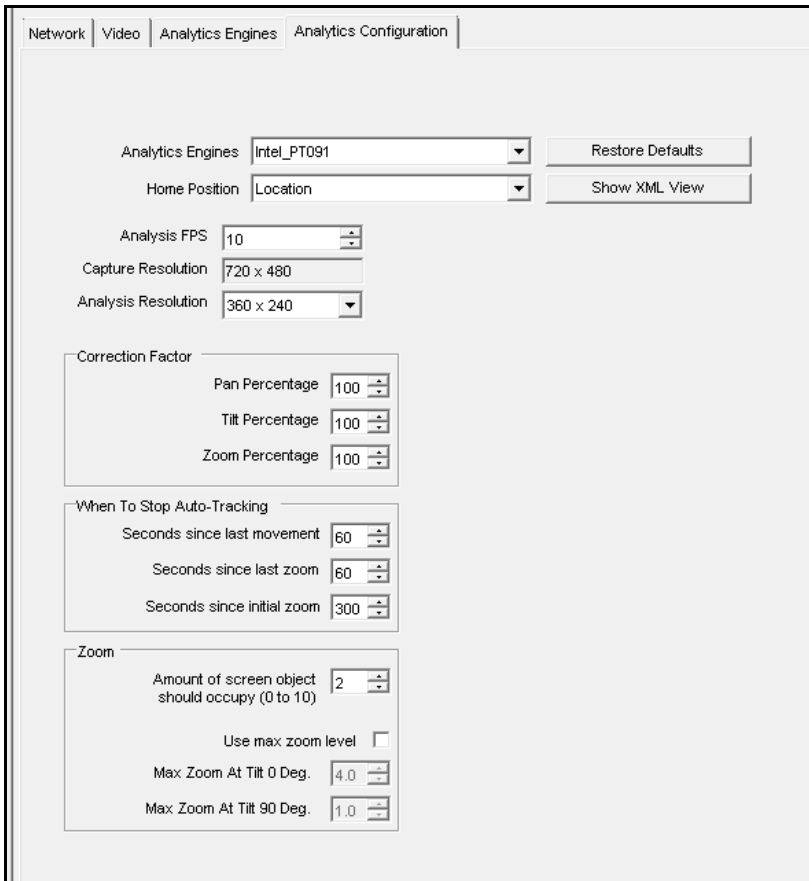 Network Video Analytics Engines Analytics Configuration
Analytics Engines Intel_PT091 Restore Defaults
Home Position Location Show XML View
Analysis FPS 10
Capture Resolution 720 x 480
Analysis Resolution 360 x 240
Correction Factor
Pan Percentage 100
Tilt Percentage 100
Zoom Percentage 100
When To Stop Auto-Tracking
Seconds since last movement 60
Seconds since last zoom 60
Seconds since initial zoom 300
Zoom
Amount of screen object 2
should occupy (0 to 10)
Use max zoom level
Max Zoom At Tilt 0 Deg. 4.0
Max Zoom At Tilt 90 Deg. 1.0